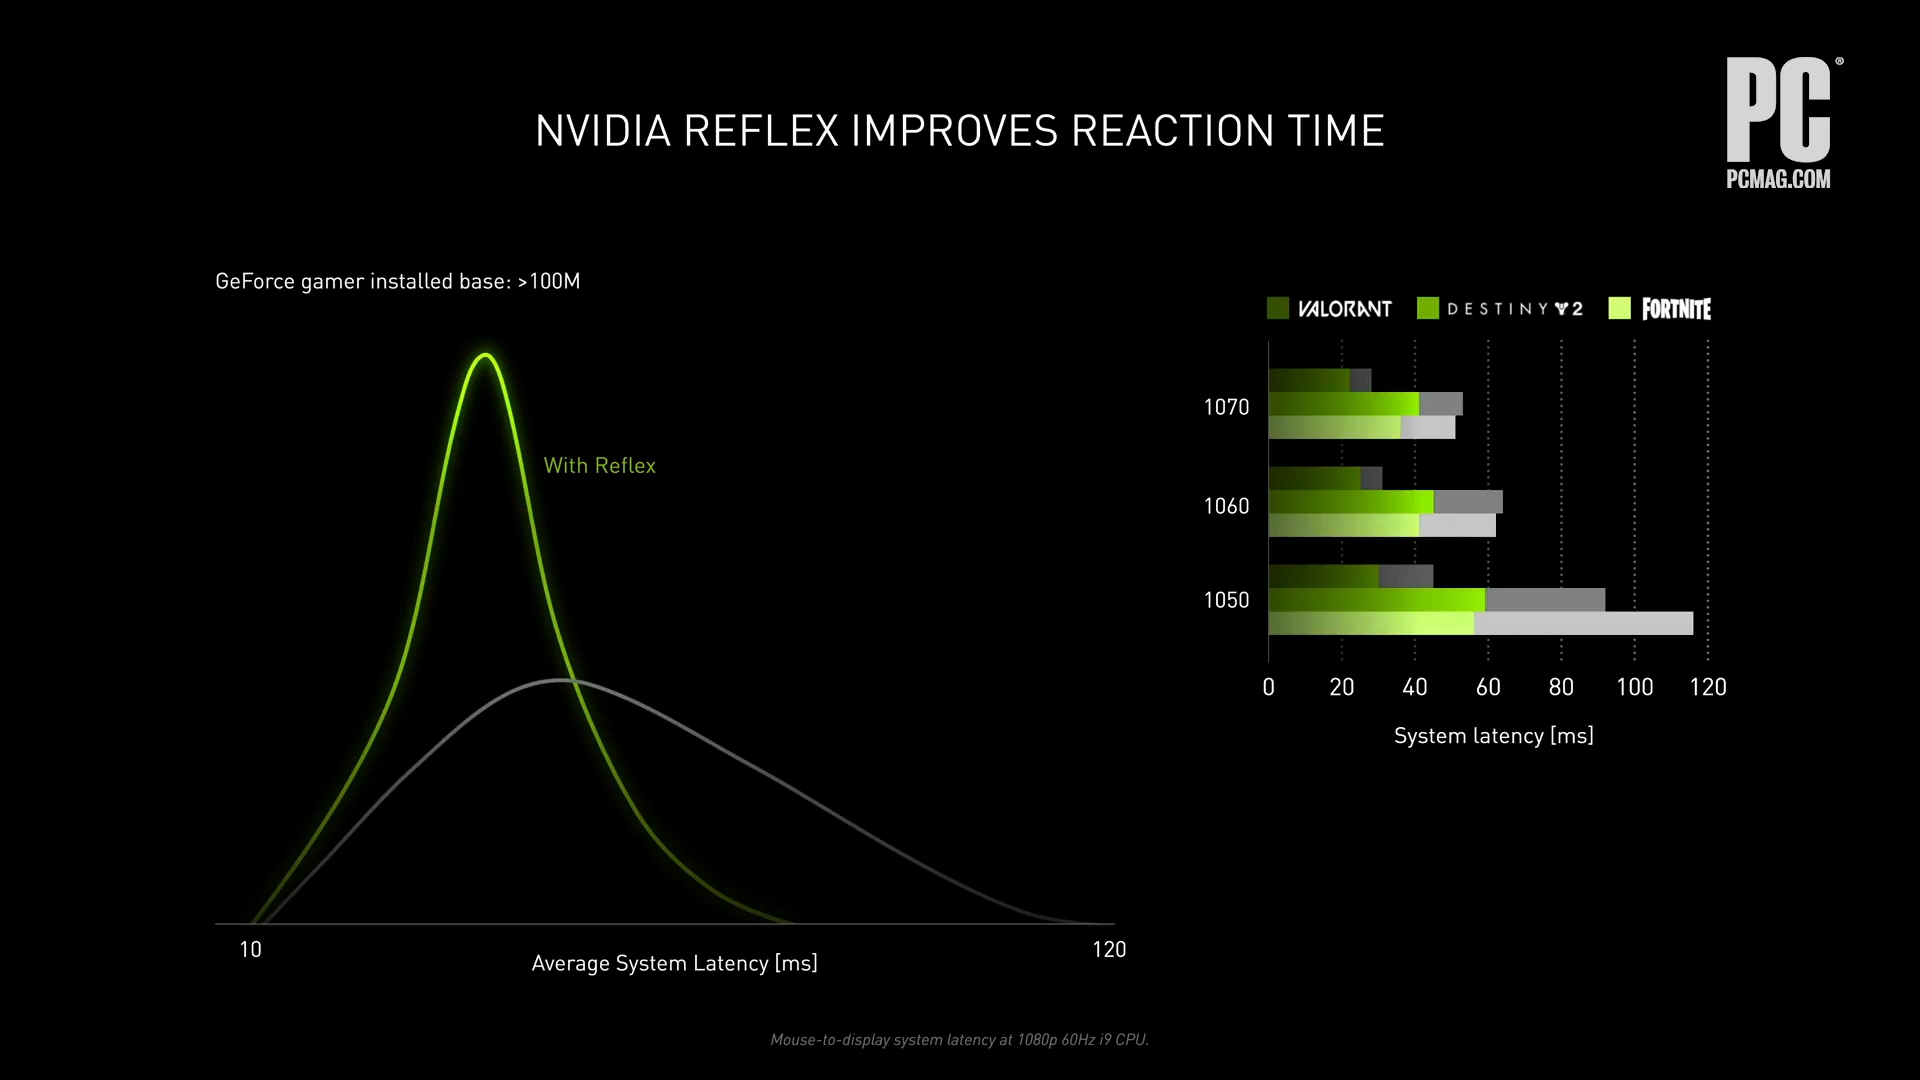 PC®
PCMAG.COM
NVIDIA REFLEX IMPROVES REACTION TIME
GeForce gamer installed base: >100M
With Reflex
10
120
Average System Latency [ms]
VALORANT DESTINY 2 FORTNITE
1070
1060
1050
0 20 40 60 80 100 120
System latency [ms]
Mouse-to-display system latency at 1080p 60Hz i9 CPU.